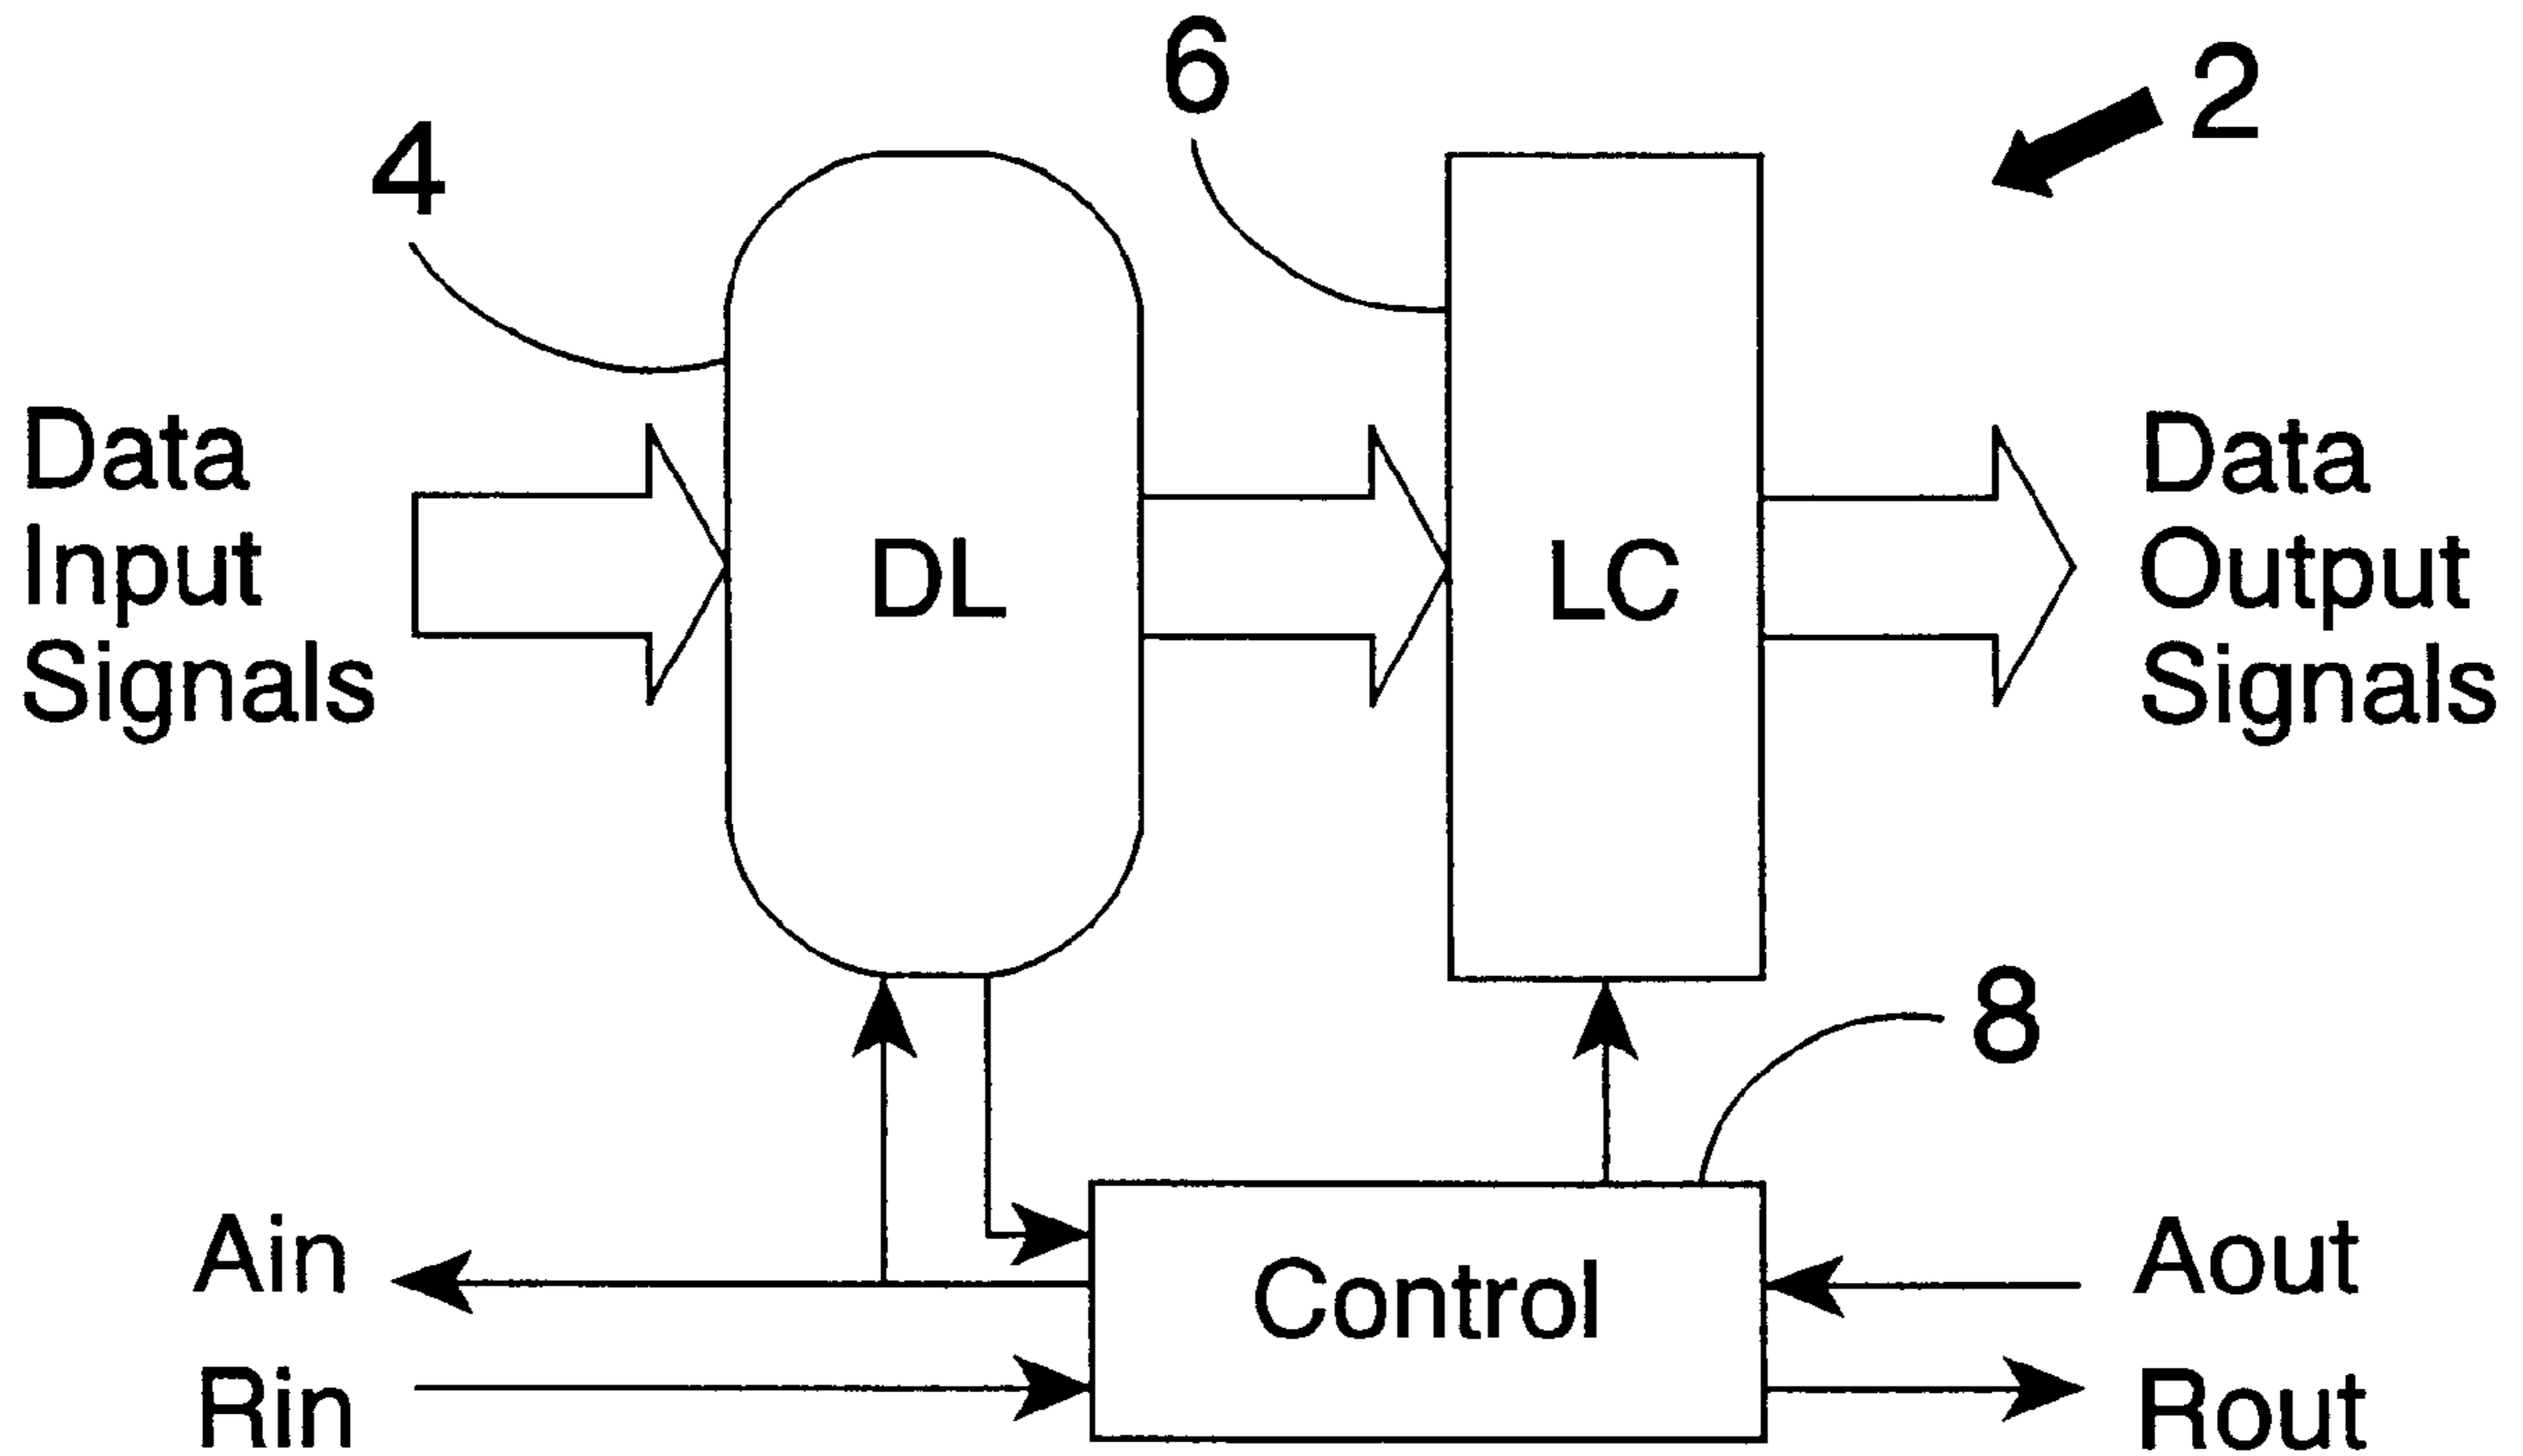 6
2
4
Data
Input
Signals
DL
LC
Data
Output
Signals
8
Ain
Control
Aout
Rin
Rout